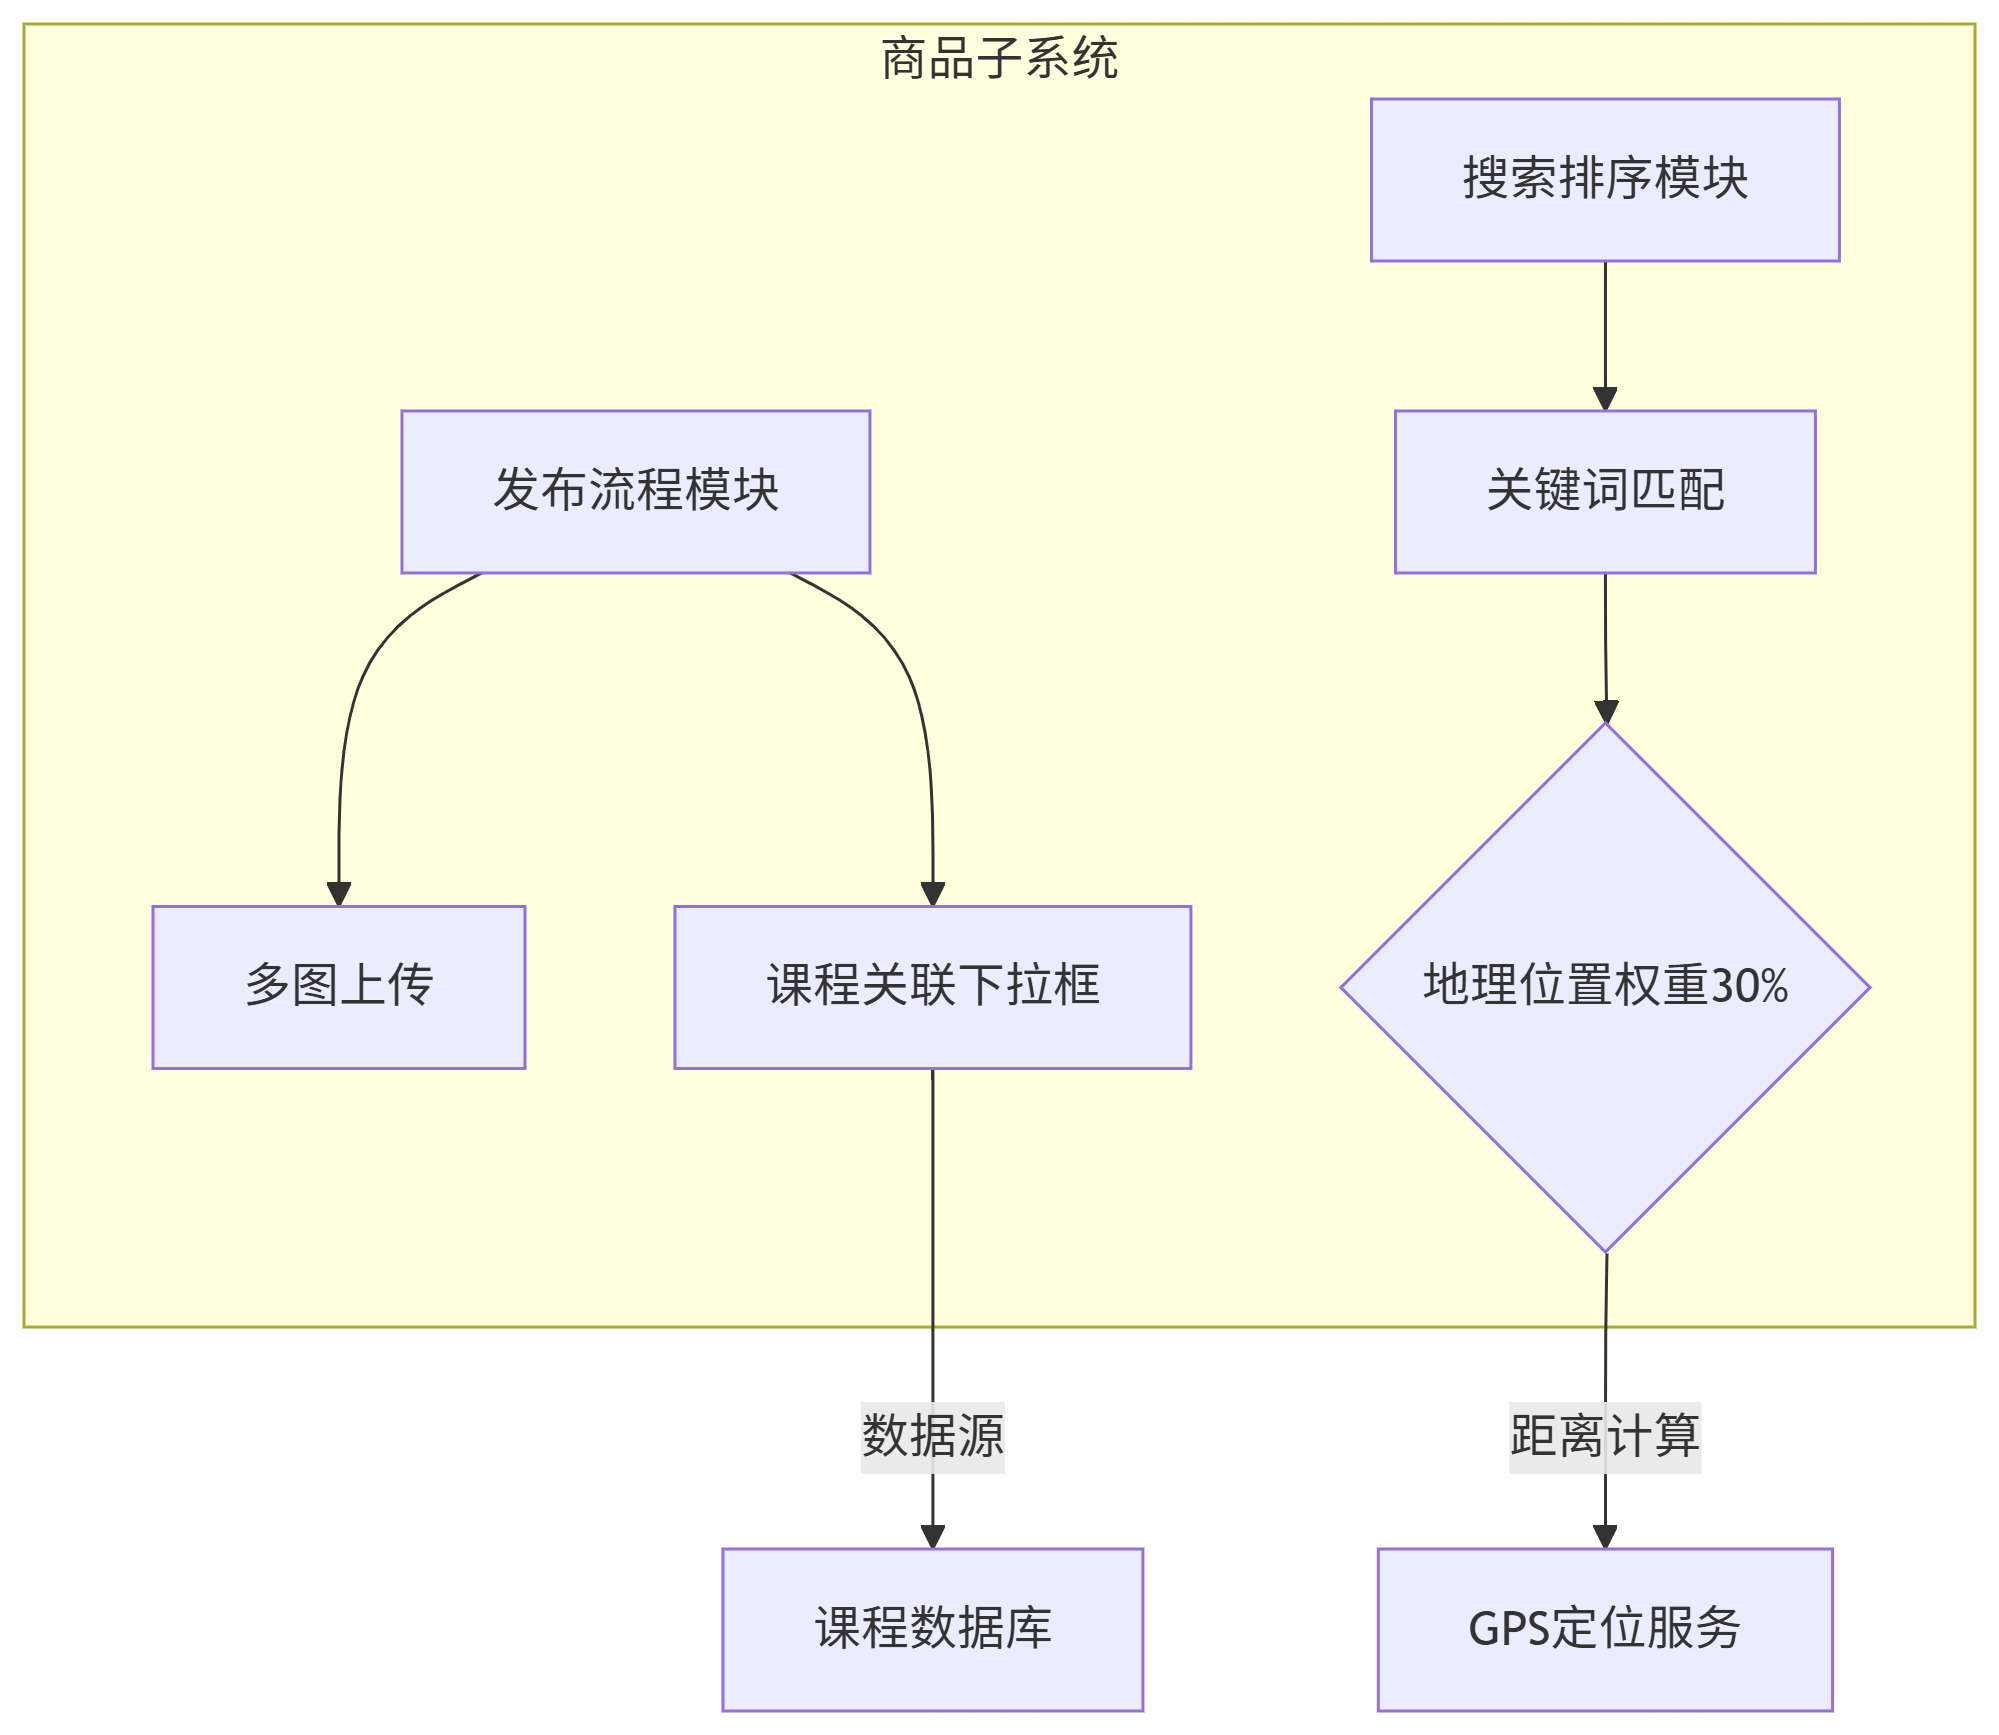 商品子系统
搜索排序模块
发布流程模块
关键词匹配
多图上传
课程关联下拉框
地理位置权重30%
数据源
距离计算
课程数据库
GPS定位服务